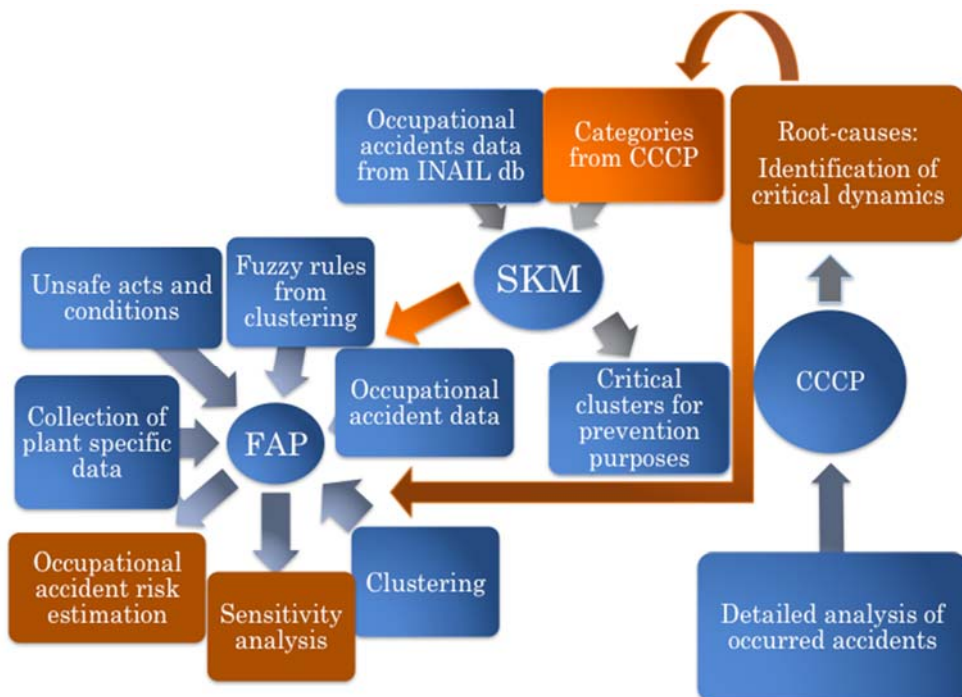 Occupational
accidents data
from INAIL db
Categories
from CCCP
Root-causes:
Identification of
critical dynamics
Unsafe acts and
conditions
Fuzzy rules
from
clustering
SKM
Collection of
plant specific
data
FAP
Occupational
accident data
Critical
clusters for
prevention
purposes
CCCP
Occupational
accident risk
estimation
Sensitivity
analysis
Clustering
Detailed analysis of
occurred accidents